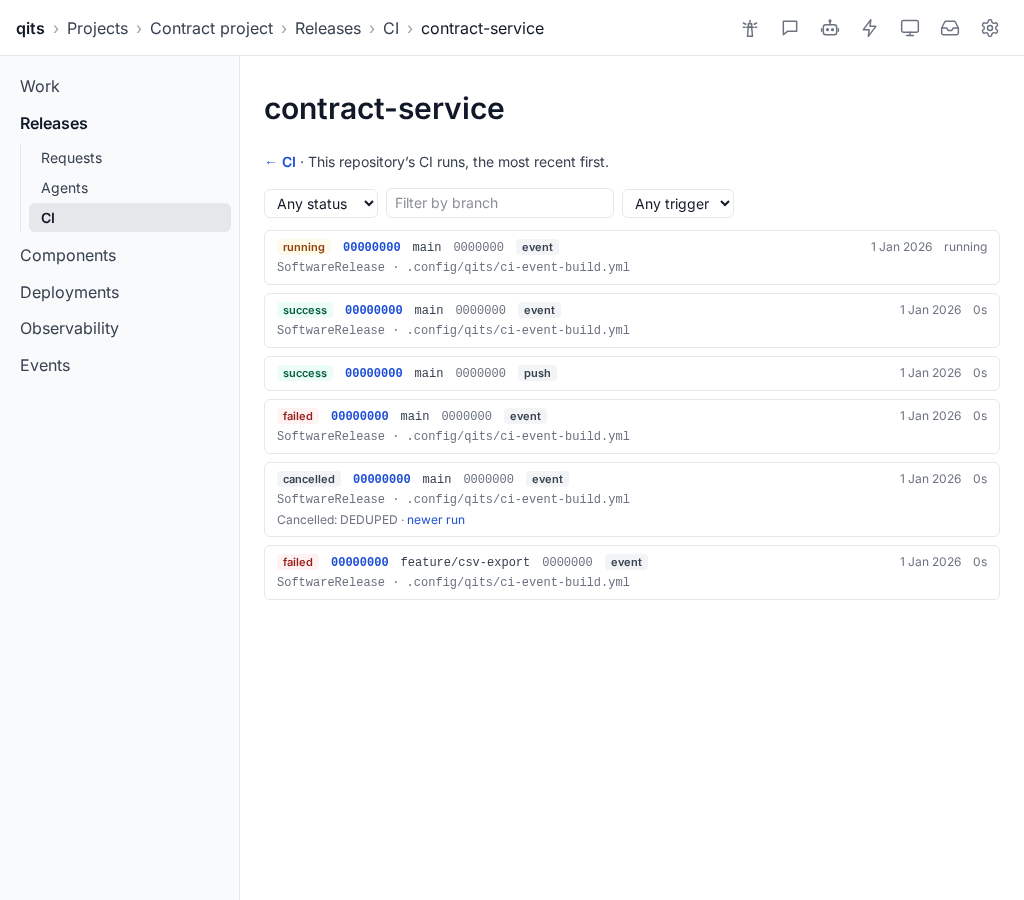 qits › Projects › Contract project › Releases › CI › contract-service
Work
Releases
Requests
Agents
CI
Components
Deployments
Observability
Events
contract-service
← CI · This repository’s CI runs, the most recent first.
Any status Filter by branch Any trigger
running 00000000 main 0000000 event 1 Jan 2026 running
SoftwareRelease · .config/qits/ci-event-build.yml
success 00000000 main 0000000 event 1 Jan 2026 0s
SoftwareRelease · .config/qits/ci-event-build.yml
success 00000000 main 0000000 push 1 Jan 2026 0s
failed 00000000 main 0000000 event 1 Jan 2026 0s
SoftwareRelease · .config/qits/ci-event-build.yml
cancelled 00000000 main 0000000 event 1 Jan 2026 0s
SoftwareRelease · .config/qits/ci-event-build.yml
Cancelled: DEDUPED · newer run
failed 00000000 feature/csv-export 0000000 event 1 Jan 2026 0s
SoftwareRelease · .config/qits/ci-event-build.yml